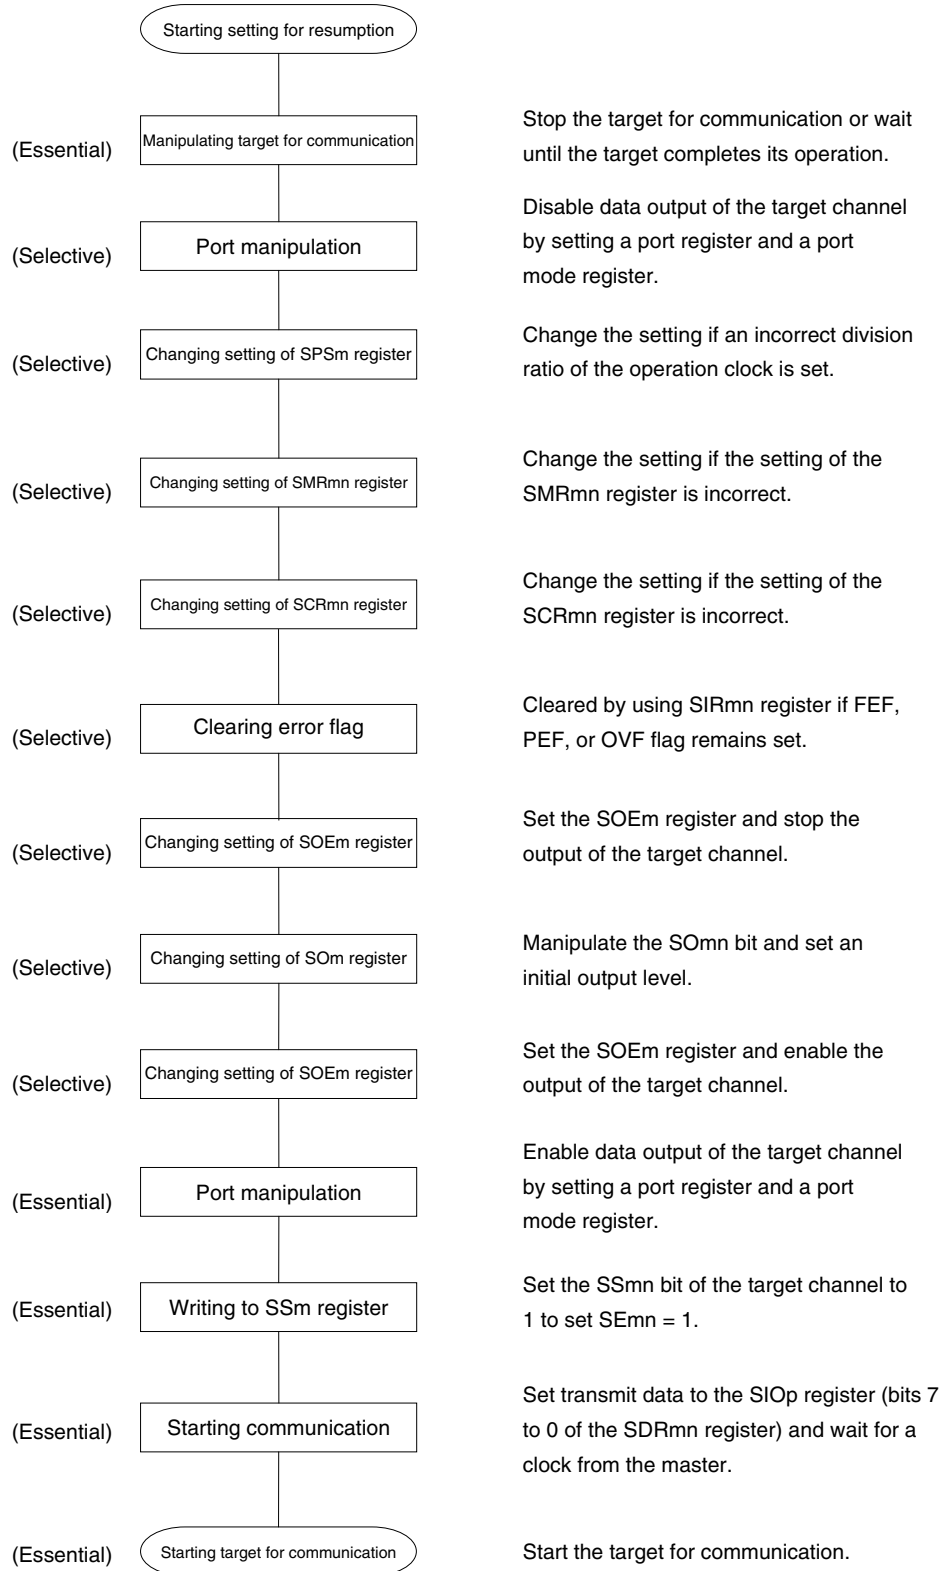 Starting setting for resumption
(Essential)
Manipulating target for communication
Stop the target for communication or wait
until the target completes its operation.
(Selective)
Port manipulation
Disable data output of the target channel
by setting a port register and a port
mode register.
(Selective)
Changing setting of SPSm register
Change the setting if an incorrect division
ratio of the operation clock is set.
(Selective)
Changing setting of SMRmn register
Change the setting if the setting of the
SMRmn register is incorrect.
(Selective)
Changing setting of SCRmn register
Change the setting if the setting of the
SCRmn register is incorrect.
(Selective)
Clearing error flag
Cleared by using SIRmn register if FEF,
PEF, or OVF flag remains set.
(Selective)
Changing setting of SOEm register
Set the SOEm register and stop the
output of the target channel.
(Selective)
Changing setting of SOm register
Manipulate the SOmn bit and set an
initial output level.
(Selective)
Changing setting of SOEm register
Set the SOEm register and enable the
output of the target channel.
(Essential)
Port manipulation
Enable data output of the target channel
by setting a port register and a port
mode register.
(Essential)
Writing to SSm register
Set the SSmn bit of the target channel to
1 to set SEmn = 1.
(Essential)
Starting communication
Set transmit data to the SIOp register (bits 7
to 0 of the SDRmn register) and wait for a
clock from the master.
(Essential)
Starting target for communication
Start the target for communication.